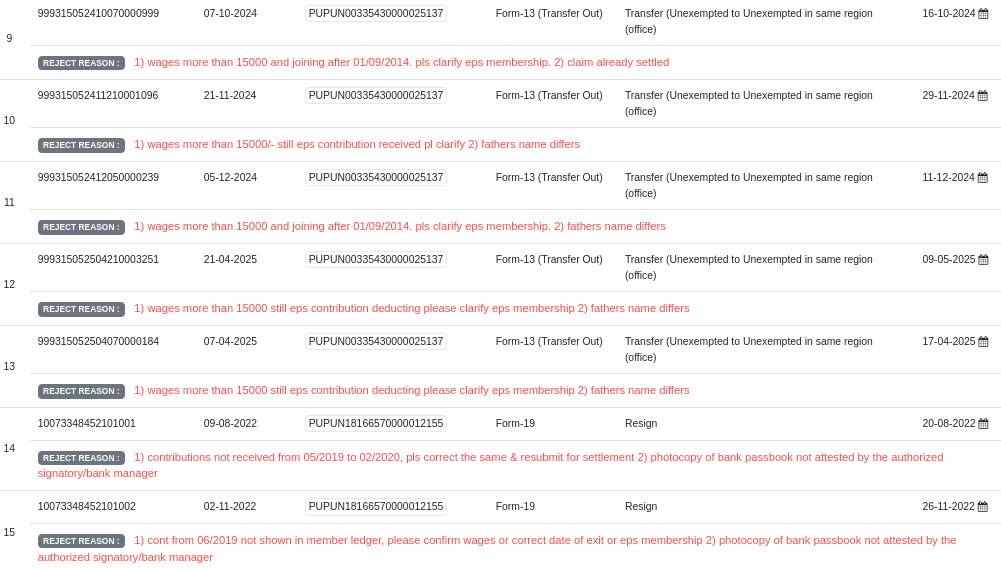 999315052410070000999 07-10-2024 PUPUN00335430000025137 Form-13 (Transfer Out) Transfer (Unexempted to Unexempted in same region 16-10-2024
(office)
9
REJECT REASON : 1) wages more than 15000 and joining after 01/09/2014. pls clarify eps membership. 2) claim already settled
999315052411210001096 21-11-2024 PUPUN00335430000025137 Form-13 (Transfer Out) Transfer (Unexempted to Unexempted in same region 29-11-2024
(office)
10
REJECT REASON : 1) wages more than 15000/- still eps contribution received pl clarify 2) fathers name differs
999315052412050000239 05-12-2024 PUPUN00335430000025137 Form-13 (Transfer Out) Transfer (Unexempted to Unexempted in same region 11-12-2024
(office)
11
REJECT REASON : 1) wages more than 15000 and joining after 01/09/2014. pls clarify eps membership. 2) fathers name differs
999315052504210003251 21-04-2025 PUPUN00335430000025137 Form-13 (Transfer Out) Transfer (Unexempted to Unexempted in same region 09-05-2025
(office)
12
REJECT REASON : 1) wages more than 15000 still eps contribution deducting please clarify eps membership 2) fathers name differs
999315052504070000184 07-04-2025 PUPUN00335430000025137 Form-13 (Transfer Out) Transfer (Unexempted to Unexempted in same region 17-04-2025
(office)
13
REJECT REASON : 1) wages more than 15000 still eps contribution deducting please clarify eps membership 2) fathers name differs
10073348452101001 09-08-2022 PUPUN18166570000012155 Form-19 Resign 20-08-2022
14
REJECT REASON : 1) contributions not received from 05/2019 to 02/2020, pls correct the same & resubmit for settlement 2) photocopy of bank passbook not attested by the authorized
signatory/bank manager
10073348452101002 02-11-2022 PUPUN18166570000012155 Form-19 Resign 26-11-2022
15
REJECT REASON : 1) cont from 06/2019 not shown in member ledger, please confirm wages or correct date of exit or eps membership 2) photocopy of bank passbook not attested by the
authorized signatory/bank manager